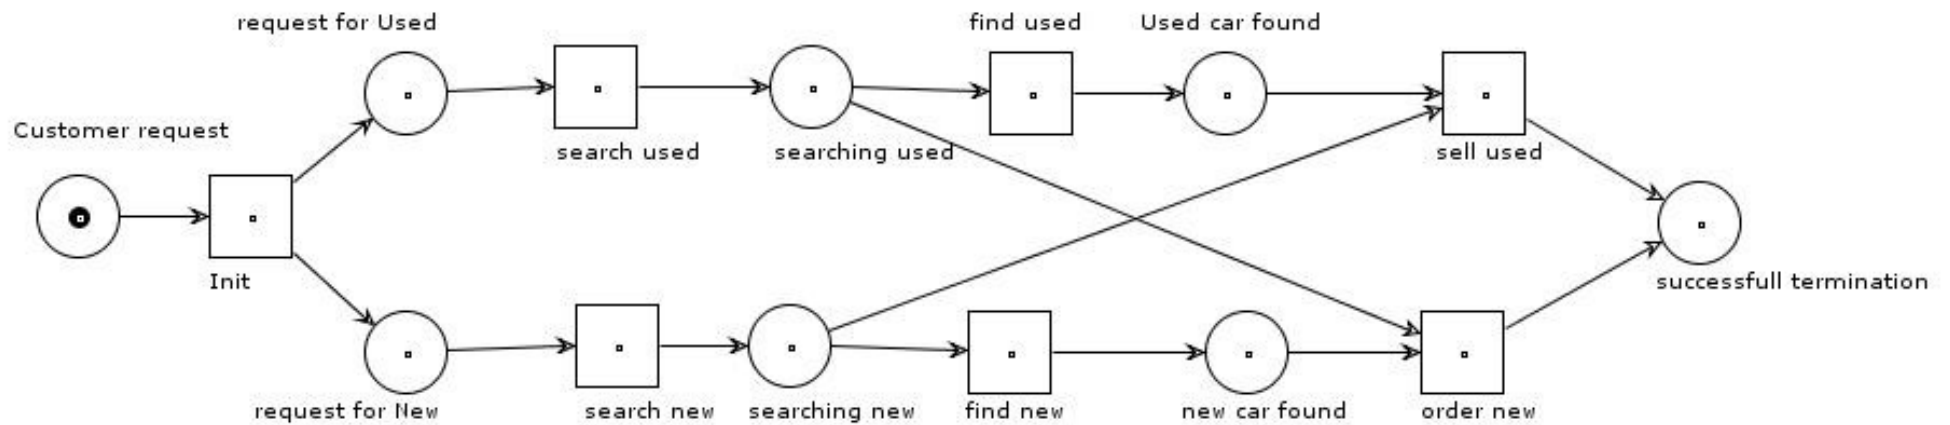 request for Used
find used
Used car found
Customer request
search used
searching used
sell used
Init
successfull termination
request for New
search new
searching new
find new
new car found
order new